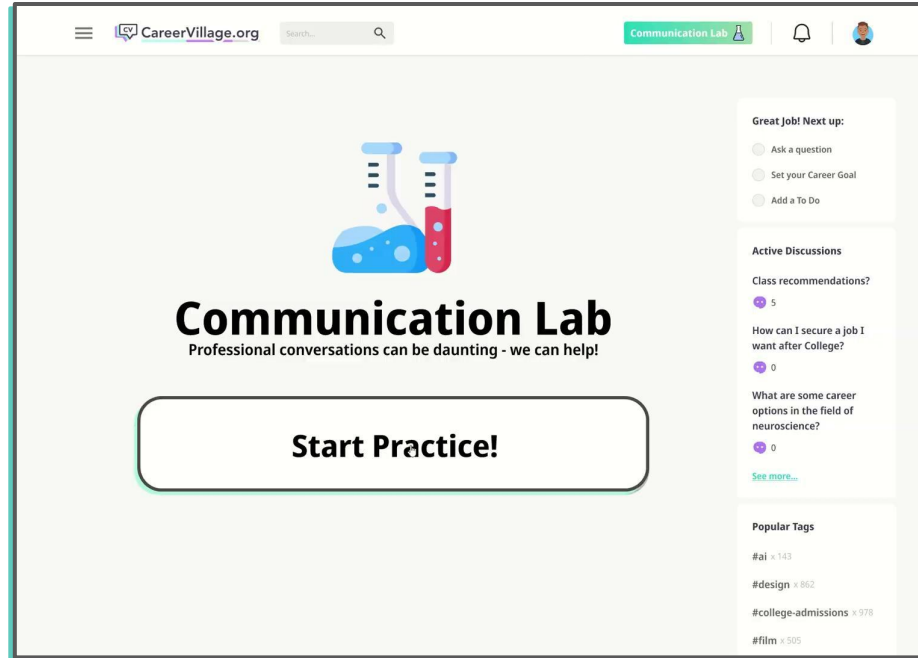 CV CareerVillage.org
Search...
Communication Lab
Communication Lab
Professional conversations can be daunting - we can help!
Start Practice!
Great Job! Next up:
Ask a question
Set your Career Goal
Add a To Do
Active Discussions
Class recommendations?
5
How can I secure a job I
want after College?
0
What are some career
options in the field of
neuroscience?
0
See more...
Popular Tags
#ai x 143
#design x 862
#college-admissions x 978
#film x 505